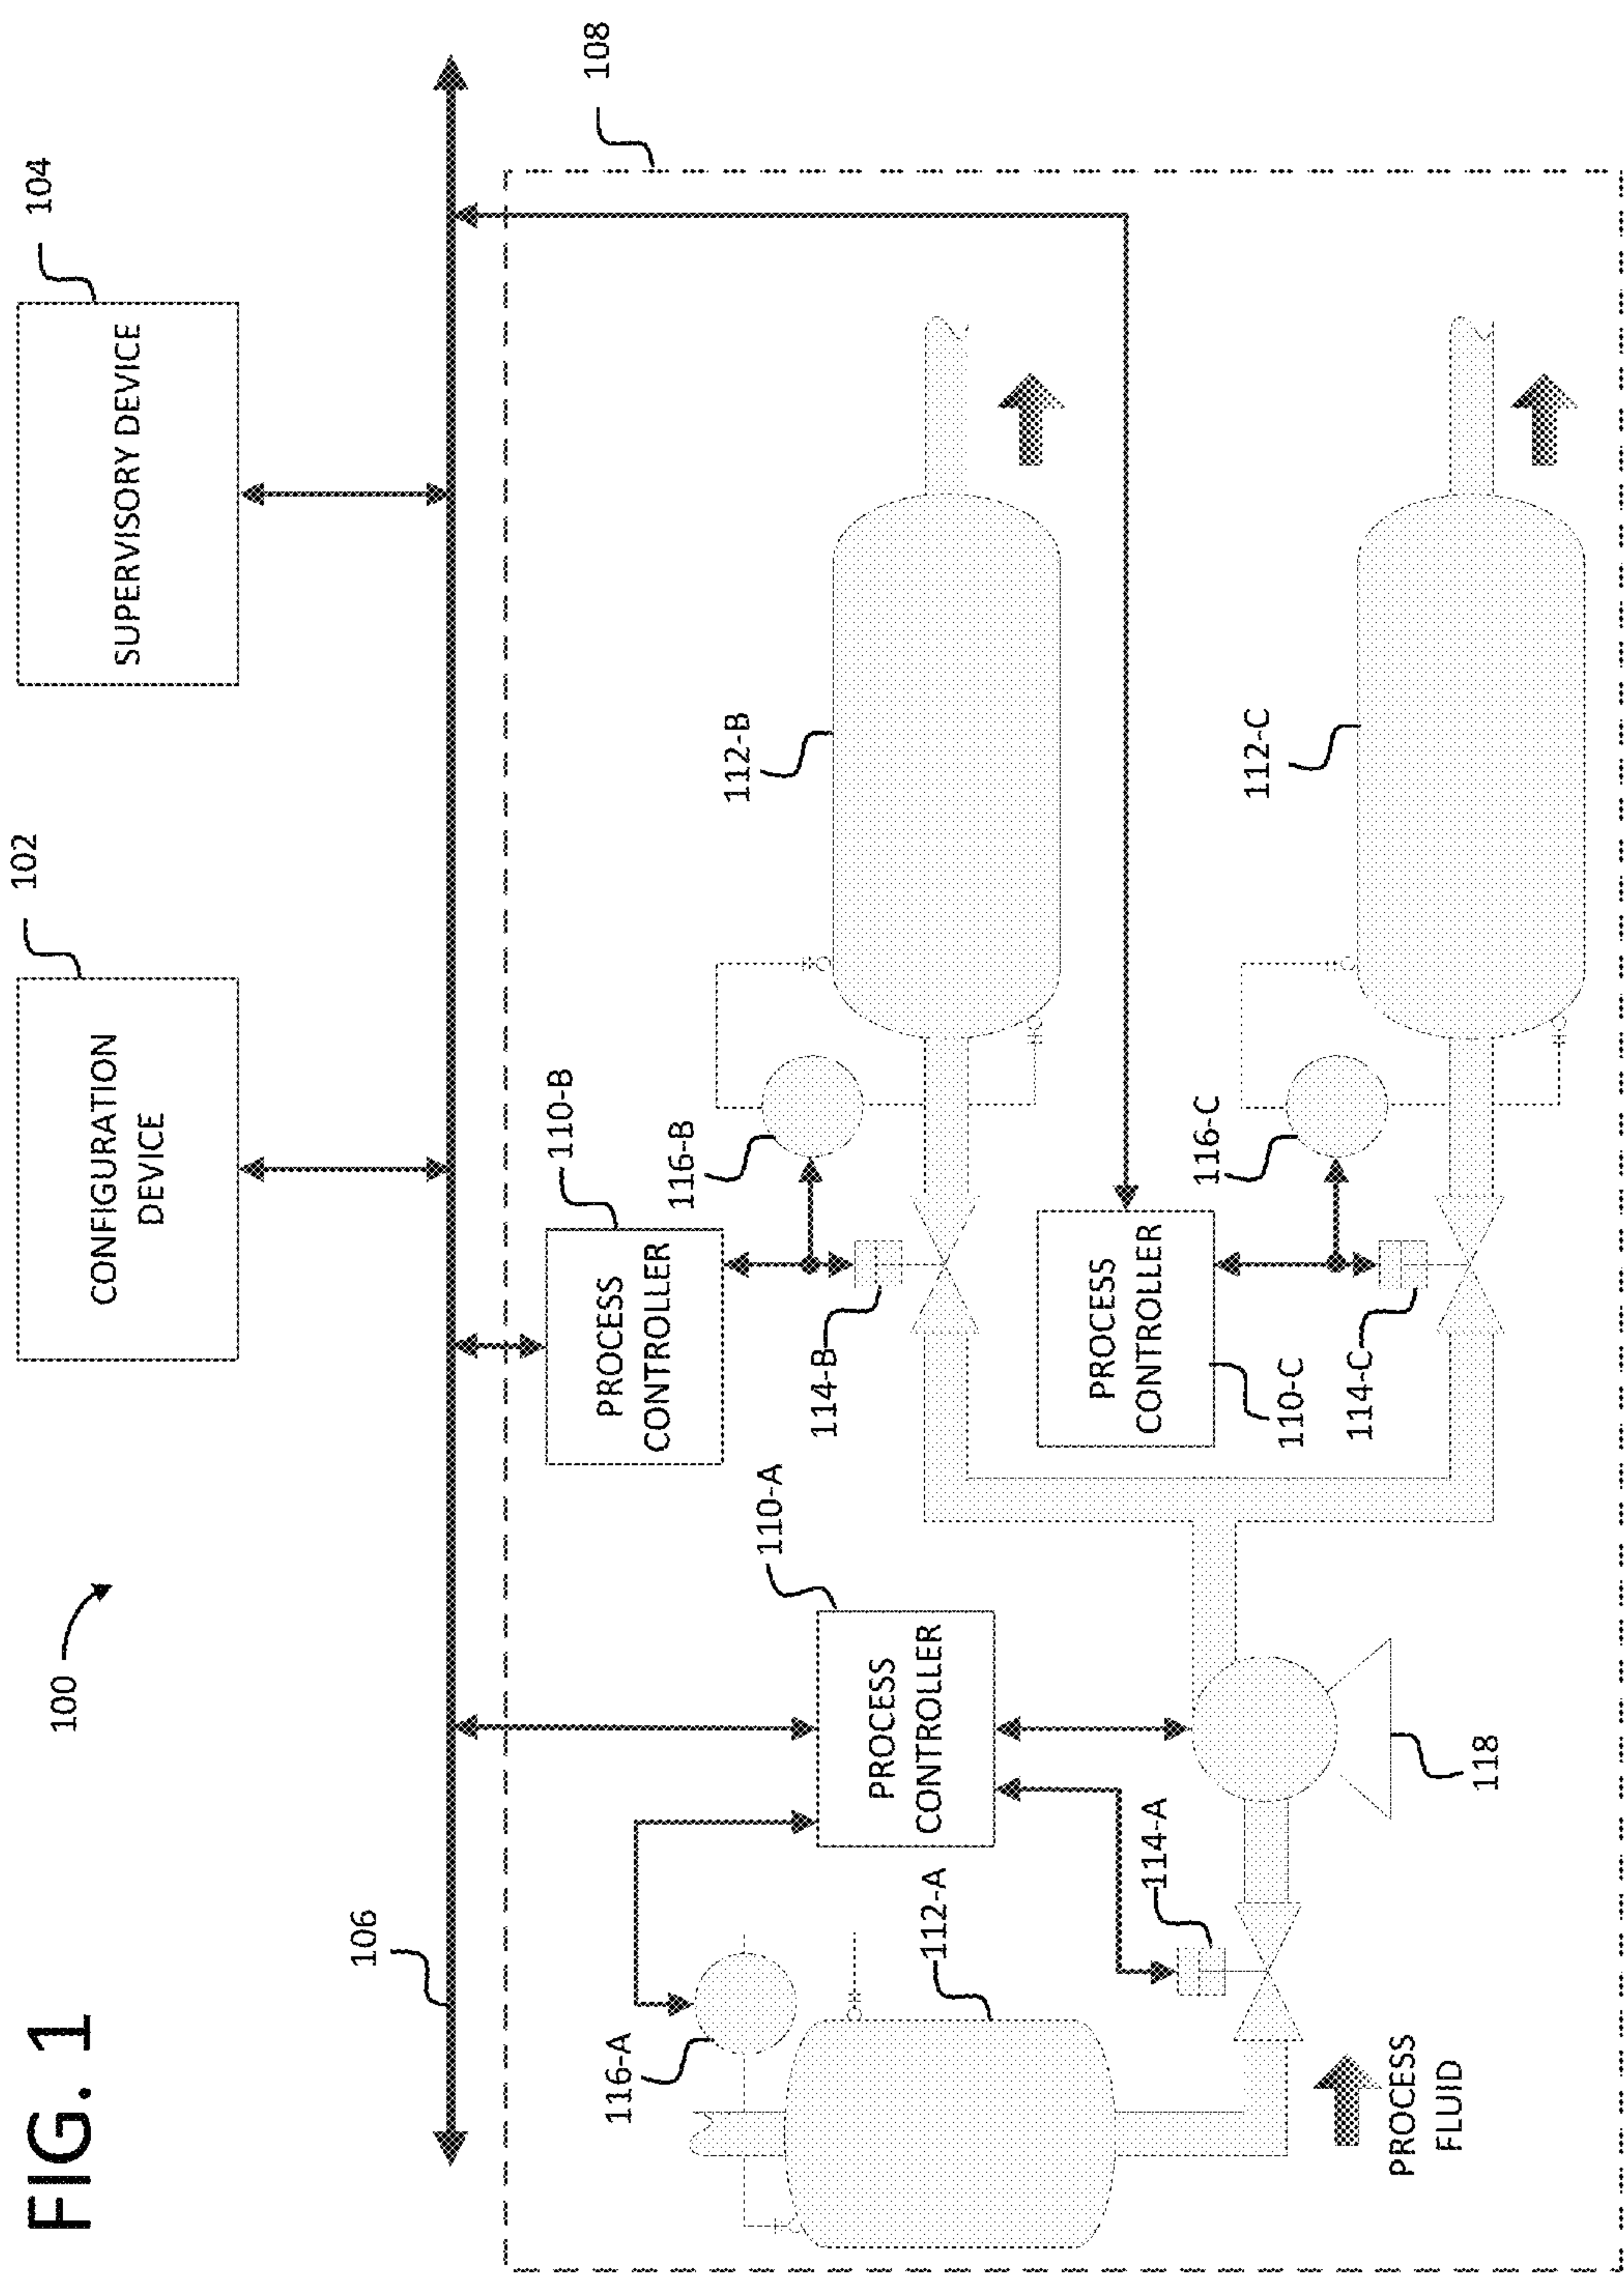 FIG. 1
100
102
104
CONFIGURATION
DEVICE
SUPERVISORY DEVICE
106
108
110-B
PROCESS
CONTROLLER
116-A
110-A
116-B
112-B
PROCESS
CONTROLLER
114-B
112-A
114-A
PROCESS
CONTROLLER
110-C
116-C
112-C
114-C
PROCESS
FLUID
118